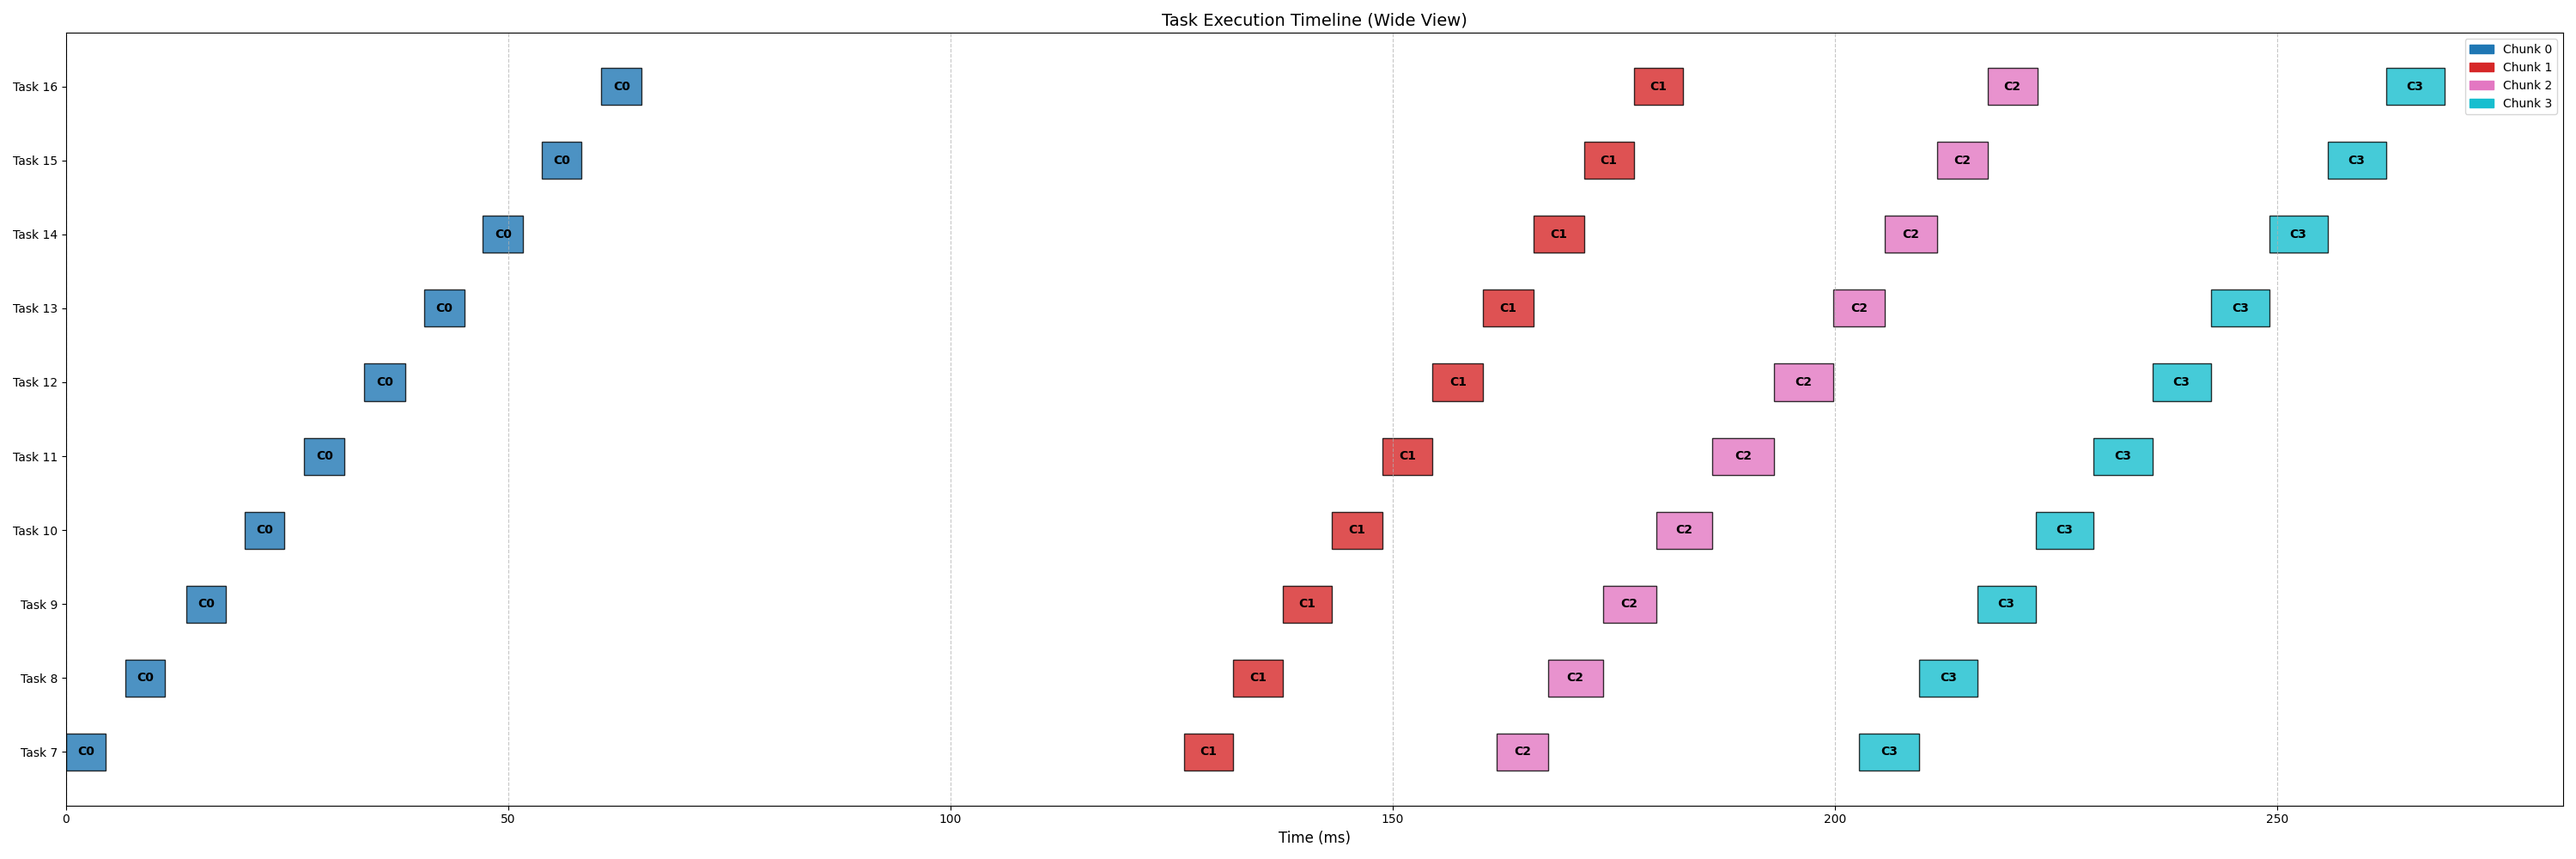 Task Execution Timeline (Wide View)
Chunk 0
Chunk 1
Chunk 2
Chunk 3
Task 16 C0 C1 C2 C3
Task 15 C0 C1 C2 C3
Task 14 C0 C1 C2 C3
Task 13 C0 C1 C2 C3
Task 12 C0 C1 C2 C3
Task 11 C0 C1 C2 C3
Task 10 C0 C1 C2 C3
Task 9 C0 C1 C2 C3
Task 8 C0 C1 C2 C3
Task 7 C0 C1 C2 C3
0 50 100 150 200 250
Time (ms)